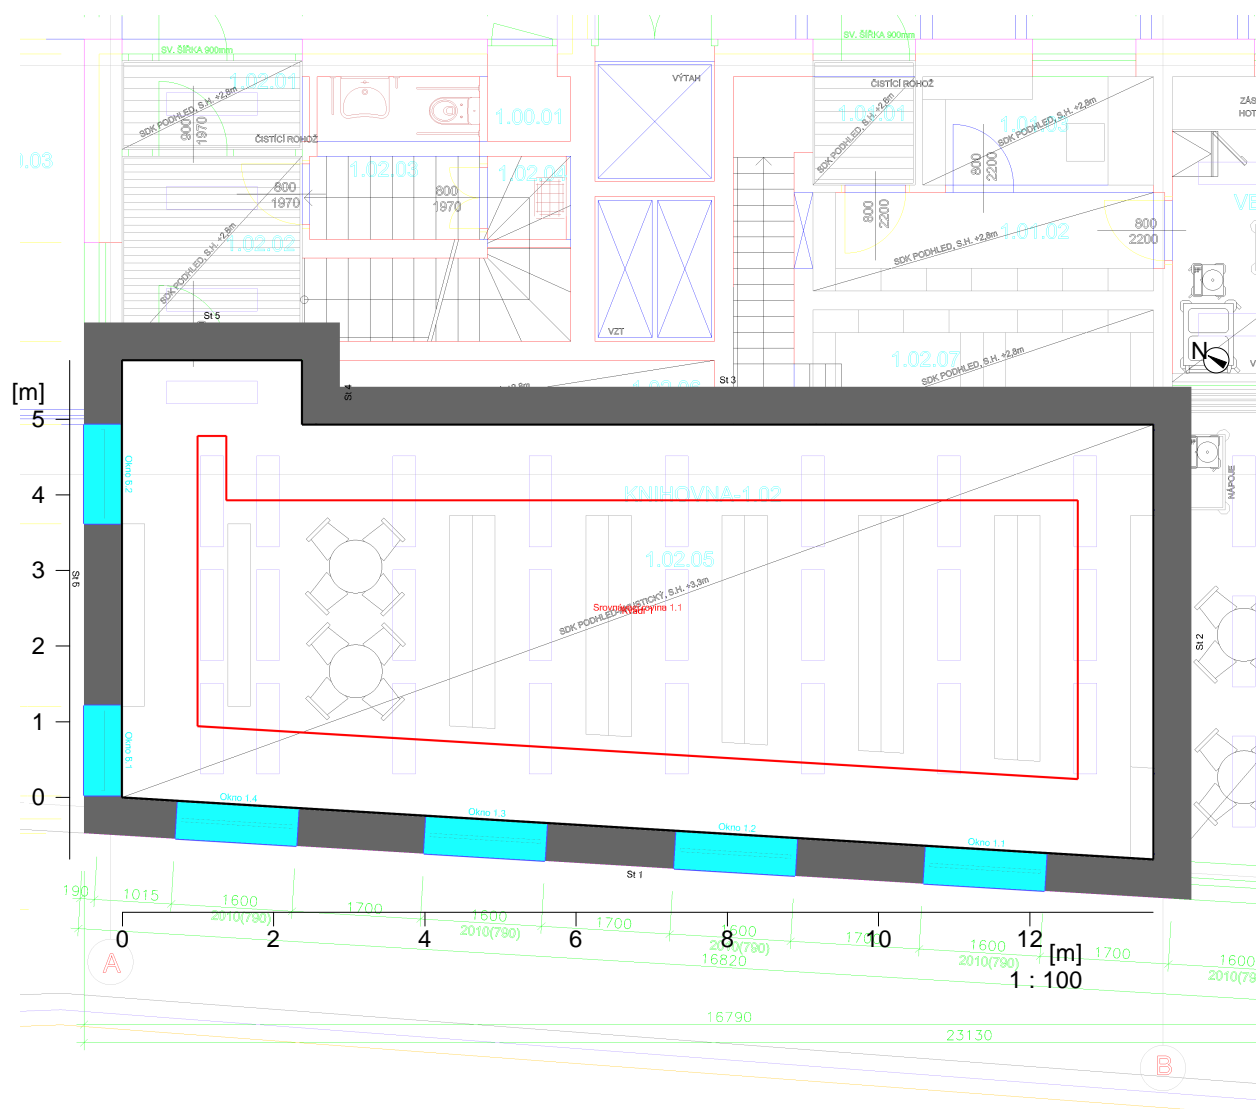 SV. ŠÍŘKA 900mm
SV. ŠÍŘKA 900mm
1.02.01
VÝTAH
ČISTÍCÍ ROHOŽ
SDK PODHLED, S.H. +2,8m
900
1970
ČISTÍCÍ ROHOŽ
1.00.01
1.01.01
SDK PODHLED, S.H. +2,8m
SDK PODHLED, S.H. +2,8m
ZÁS
HOT
800
2200
1.02.03
1.02.04
800
1970
800
1970
800
2200
800
2200
1.01.02
SDK PODHLED, S.H. +2,8m
1.02.02
SDK PODHLED, S.H. +2,8m
VZT
St 5
1.02.07
SDK PODHLED, S.H. +2,8m
N
St 4
St 3
[m]
5
4
3
2
1
0
Okno 6.2
KNIHOVNA-1.02
NÁPOJE
1.02.05
St 6
St 2
Okno 6.1
Okno 1.4
Okno 1.3
Okno 1.2
Okno 1.1
St 1
190
1015
1600
2010(790)
1700
1600
2010(790)
1700
1600
2010(790)
1700
1600
2010(790)
1700
1600
0
2
4
6
8
10
12
[m]
1 : 100
16820
A
16790
23130
B